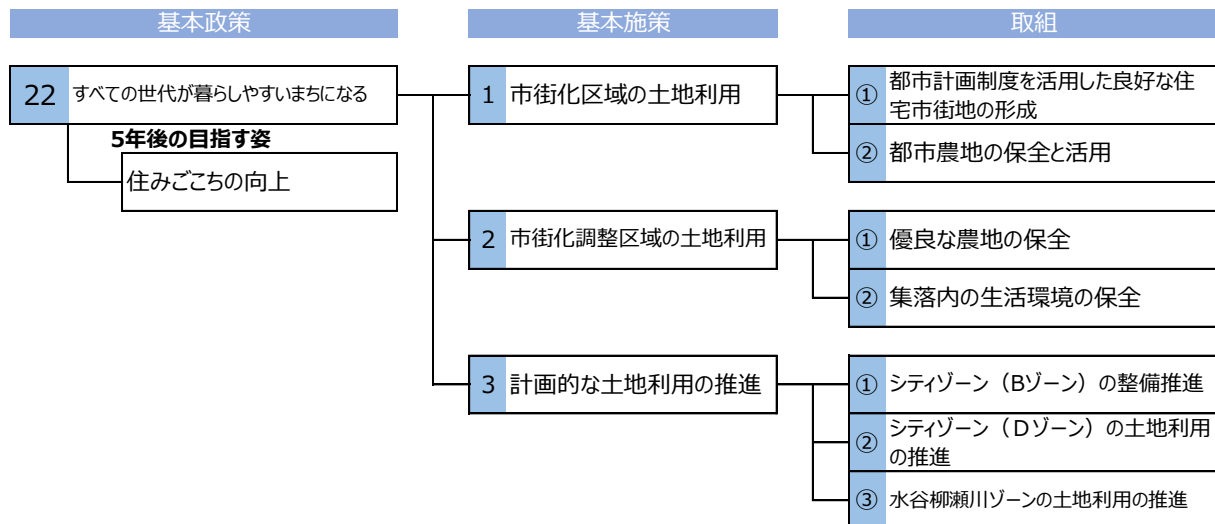 基本政策
基本施策
取組
22 すべての世代が暮らしやすいまちになる
5年後の目指す姿
住みごこちの向上
1 市街化区域の土地利用
① 都市計画制度を活用した良好な住
宅市街地の形成
② 都市農地の保全と活用
2 市街化調整区域の土地利用
① 優良な農地の保全
② 集落内の生活環境の保全
3 計画的な土地利用の推進
① シティゾーン（Bゾーン）の整備推進
② シティゾーン（Ｄゾーン）の土地利用
の推進
③ 水谷柳瀬川ゾーンの土地利用の推進